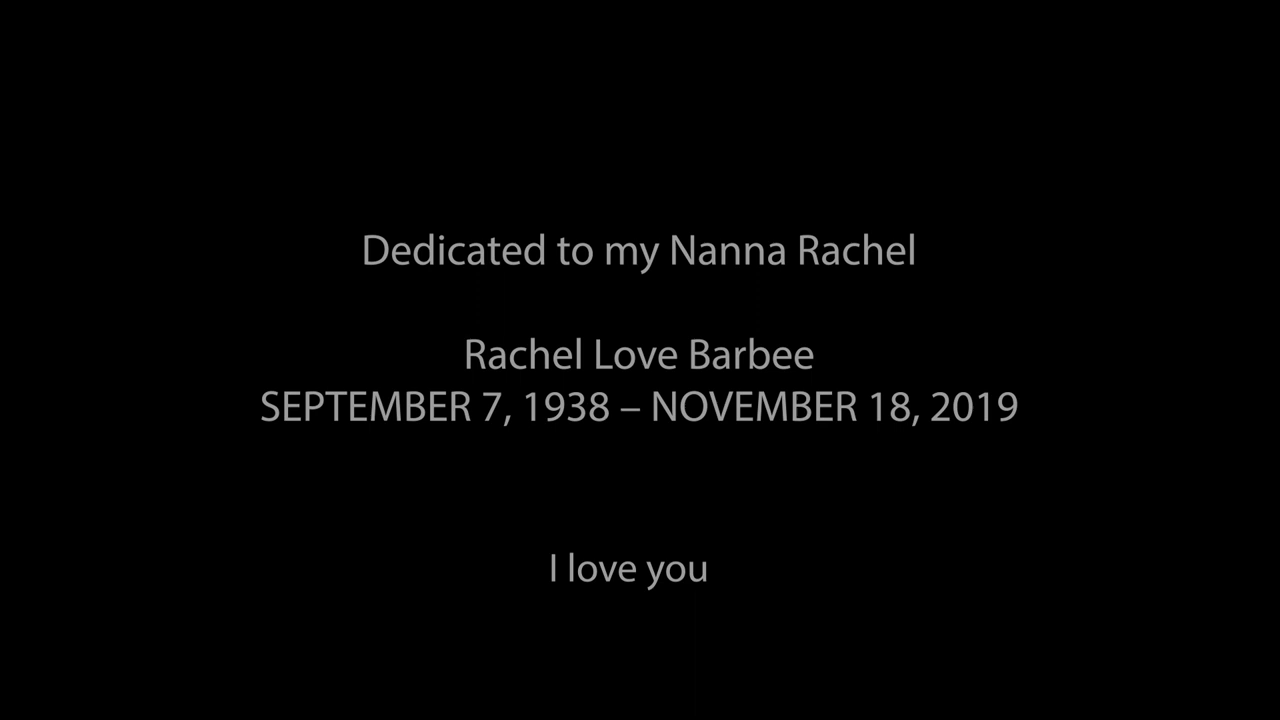 Dedicated to my Nanna Rachel
Rachel Love Barbee
SEPTEMBER 7, 1938 – NOVEMBER 18, 2019
I love you